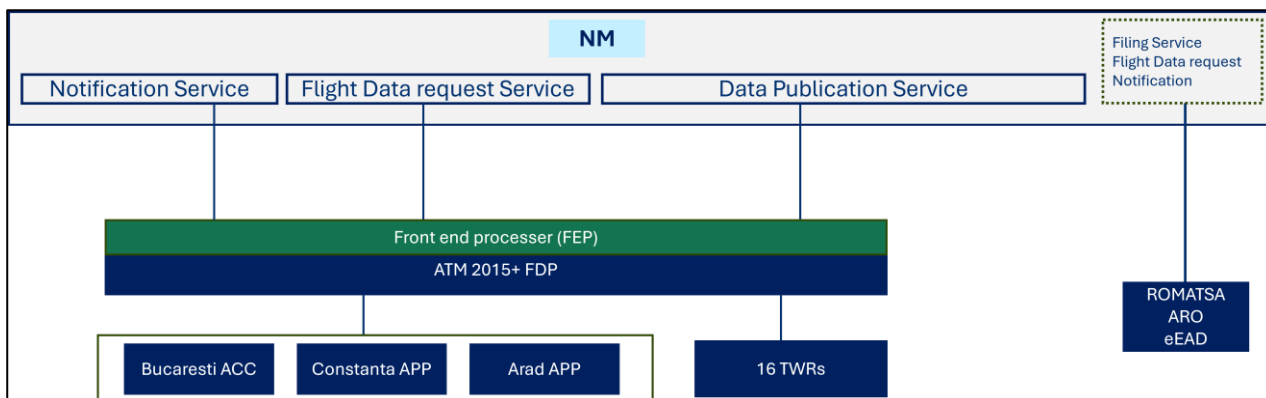 NM
Filing Service
Flight Data request
Notification
Notification Service
Flight Data request Service
Data Publication Service
Front end processer (FEP)
ATM 2015+ FDP
ROMATSA
ARO
eEAD
Bucaresti ACC
Constanta APP
Arad APP
16 TWRs